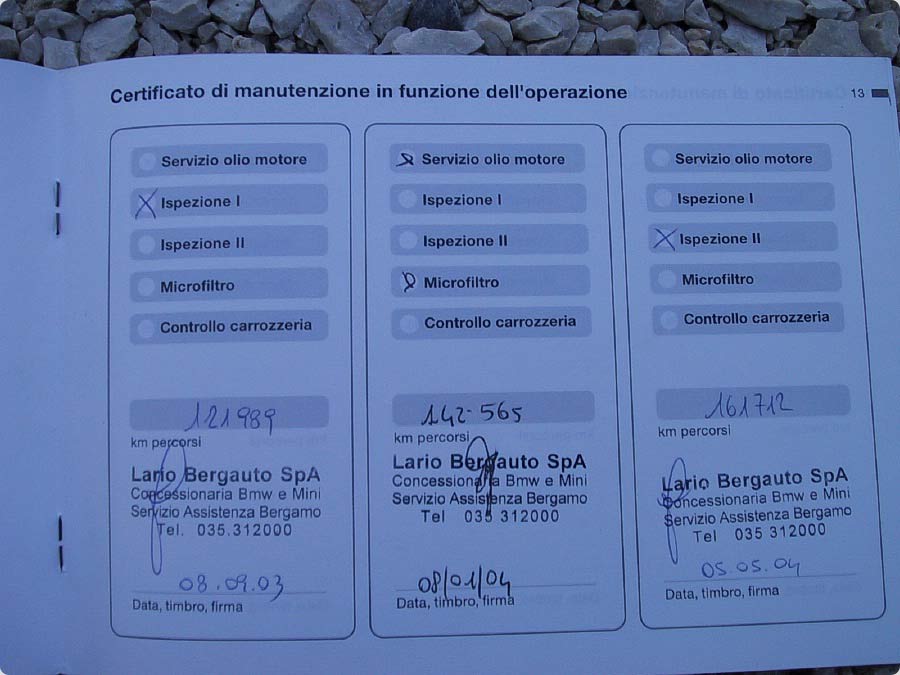 Certificato di manutenzione in funzione dell'operazione
13
Servizio olio motore
Ispezione I
Ispezione II
Microfiltro
Controllo carrozzeria
121989
km percorsi
Lario Bergauto SpA
Concessionaria Bmw e Mini
Servizio Assistenza Bergamo
Tel. 035.312000
08.09.03
Data, timbro, firma
Servizio olio motore
Ispezione I
Ispezione II
Microfiltro
Controllo carrozzeria
142-565
km percorsi
Lario Bergauto SpA
Concessionaria Bmw e Mini
Servizio Assistenza Bergamo
Tel 035 312000
08/01/04
Data, timbro, firma
Servizio olio motore
Ispezione I
Ispezione II
Microfiltro
Controllo carrozzeria
161712
km percorsi
Lario Bergauto SpA
Concessionaria Bmw e Mini
Servizio Assistenza Bergamo
Tel 035 312000
05.05.04
Data, timbro, firma